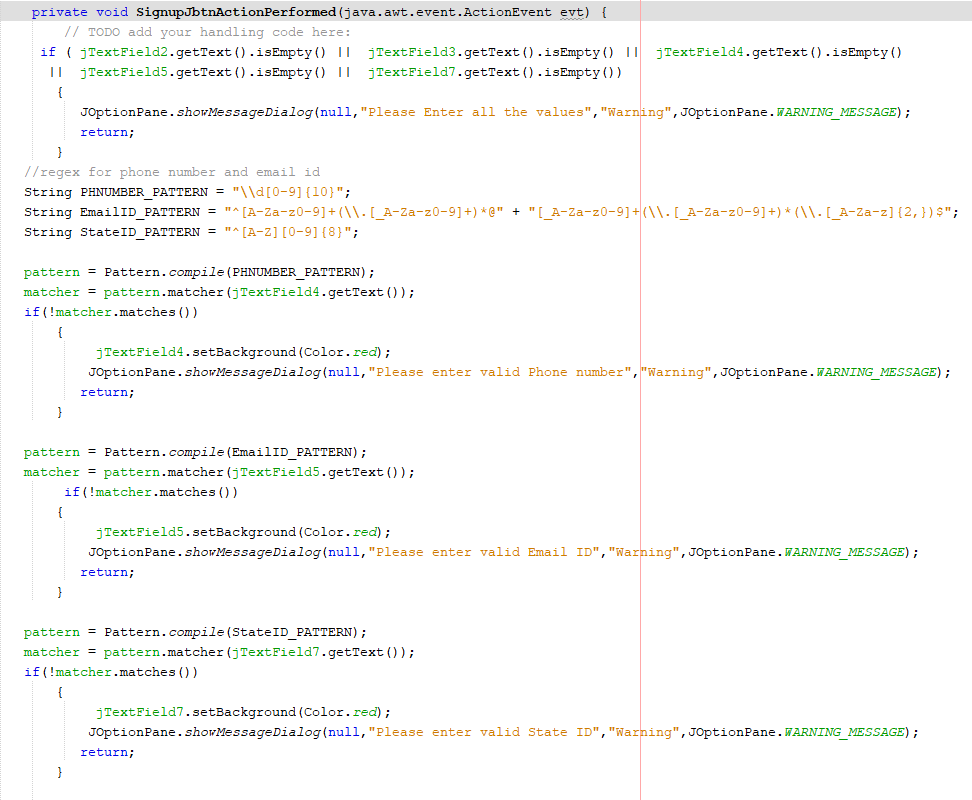 private void SignupJbtnActionPerformed(java.awt.event.ActionEvent evt) {
// TODO add your handling code here:
if ( jTextField2.getText().isEmpty() || jTextField3.getText().isEmpty() || jTextField4.getText().isEmpty()
|| jTextField5.getText().isEmpty() || jTextField7.getText().isEmpty())
{
JOptionPane.showMessageDialog(null,"Please Enter all the values","Warning",JOptionPane.WARNING_MESSAGE);
return;
}
//regex for phone number and email id
String PHNUMBER_PATTERN = "\\d[0-9]{10}";
String EmailID_PATTERN = "^[A-Za-z0-9]+(\\.[_A-Za-z0-9]+)*@" + "[_A-Za-z0-9]+(\\.[_A-Za-z0-9]+)*(\\.[_A-Za-z]{2,})$";
String StateID_PATTERN = "^[A-Z][0-9]{8}";
pattern = Pattern.compile(PHNUMBER_PATTERN);
matcher = pattern.matcher(jTextField4.getText());
if(!matcher.matches())
{
jTextField4.setBackground(Color.red);
JOptionPane.showMessageDialog(null,"Please enter valid Phone number","Warning",JOptionPane.WARNING_MESSAGE);
return;
}
pattern = Pattern.compile(EmailID_PATTERN);
matcher = pattern.matcher(jTextField5.getText());
if(!matcher.matches())
{
jTextField5.setBackground(Color.red);
JOptionPane.showMessageDialog(null,"Please enter valid Email ID","Warning",JOptionPane.WARNING_MESSAGE);
return;
}
pattern = Pattern.compile(StateID_PATTERN);
matcher = pattern.matcher(jTextField7.getText());
if(!matcher.matches())
{
jTextField7.setBackground(Color.red);
JOptionPane.showMessageDialog(null,"Please enter valid State ID","Warning",JOptionPane.WARNING_MESSAGE);
return;
}